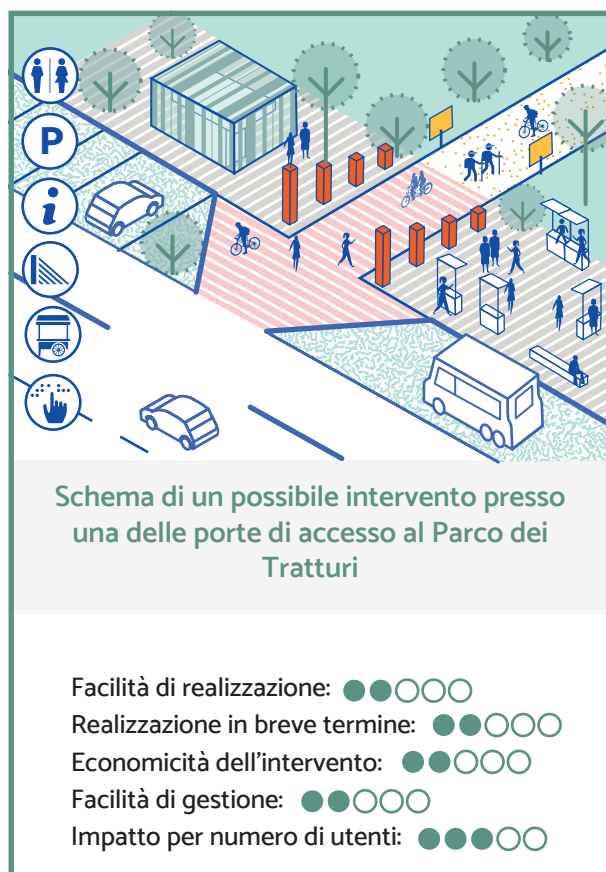 P
i
Schema di un possibile intervento presso
una delle porte di accesso al Parco dei
Tratturi
Facilità di realizzazione:
Realizzazione in breve termine:
Economicità dell'intervento:
Facilità di gestione:
Impatto per numero di utenti: